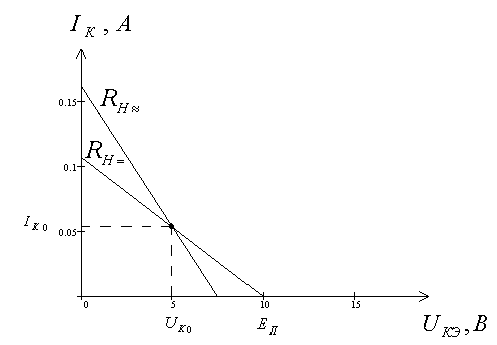 I К , А
0.15
R Н≈
R Н=
0.1
I К 0
0.05
0 5 10 15
U К0 Е П U КЭ , В